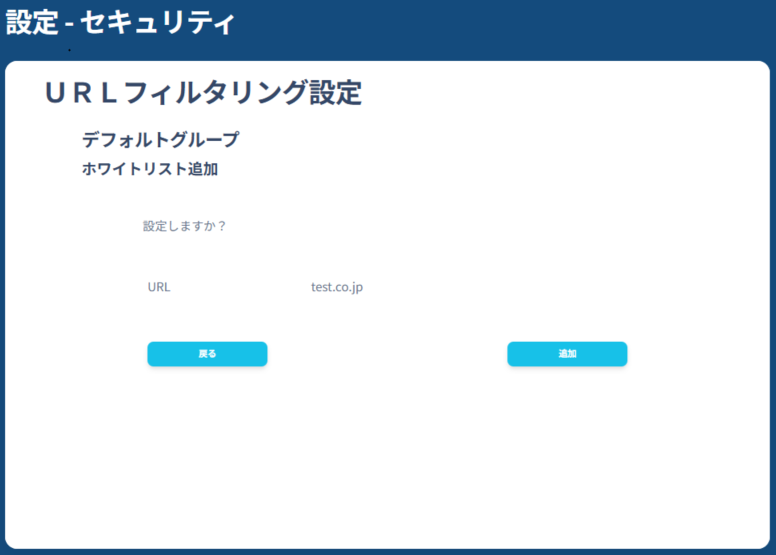 設定 - セキュリティ
ＵＲＬフィルタリング設定
デフォルトグループ
ホワイトリスト追加
設定しますか？
URL test.co.jp
戻る 追加